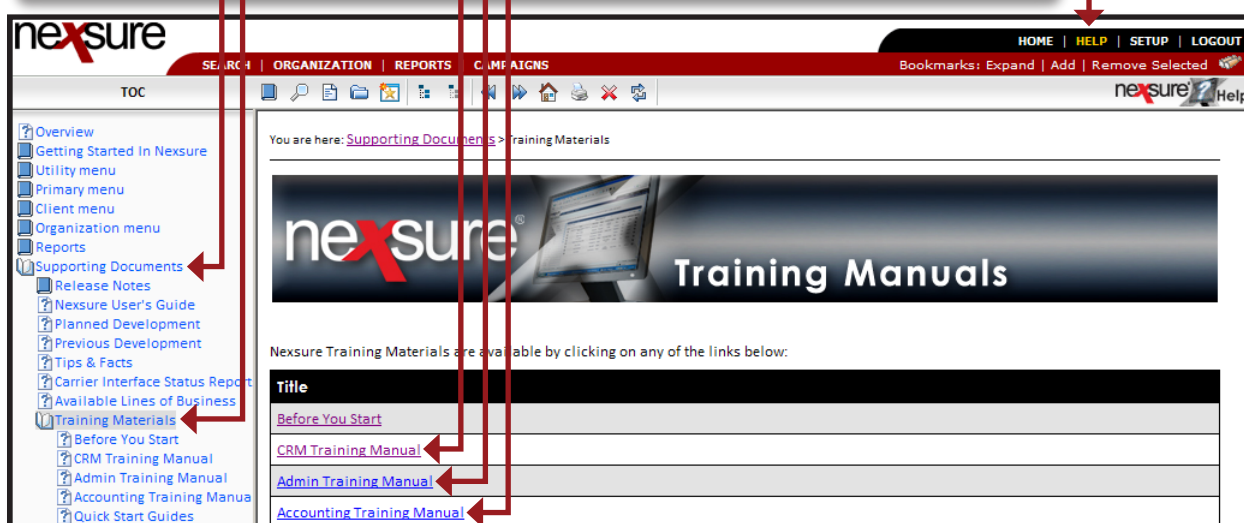 nexsure
HOME | HELP | SETUP | LOGOUT
SEARCH | ORGANIZATION | REPORTS | CAMPAIGNS
Bookmarks: Expand | Add | Remove Selected
TOC
nexsure Help
Overview
Getting Started In Nexsure
Utility menu
Primary menu
Client menu
Organization menu
Reports
Supporting Documents
Release Notes
Nexsure User's Guide
Planned Development
Previous Development
Tips & Facts
Carrier Interface Status Report
Available Lines of Business
Training Materials
Before You Start
CRM Training Manual
Admin Training Manual
Accounting Training Manua
Quick Start Guides
You are here: Supporting Documents > Training Materials
nexsure®
Training Manuals
Nexsure Training Materials are available by clicking on any of the links below:
Title
Before You Start
CRM Training Manual
Admin Training Manual
Accounting Training Manual